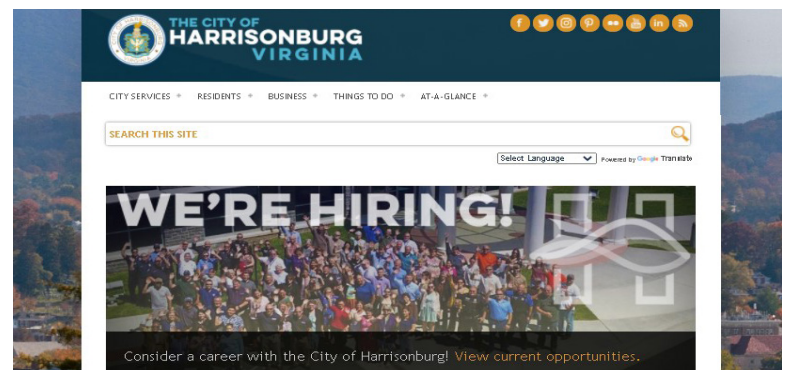 THE CITY OF
HARRISONBURG
VIRGINIA
CITY SERVICES + RESIDENTS + BUSINESS + THINGS TO DO + AT-A-GLANCE +
SEARCH THIS SITE
Select Language Powered by Google Translate
WE'RE HIRING!
Consider a career with the City of Harrisonburg! View current opportunities.